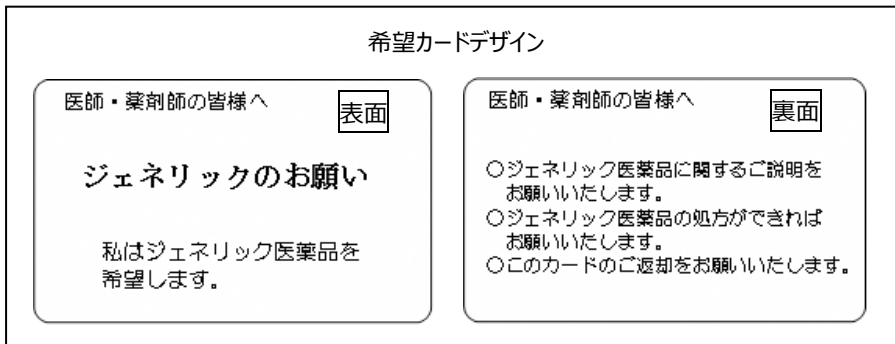 希望カードデザイン
医師・薬剤師の皆様へ
表面
ジェネリックのお願い
私はジェネリック医薬品を
希望します。
医師・薬剤師の皆様へ
裏面
○ジェネリック医薬品に関するご説明を
お願いいたします。
○ジェネリック医薬品の処方ができれば
お願いいたします。
○このカードのご返却をお願いいたします。